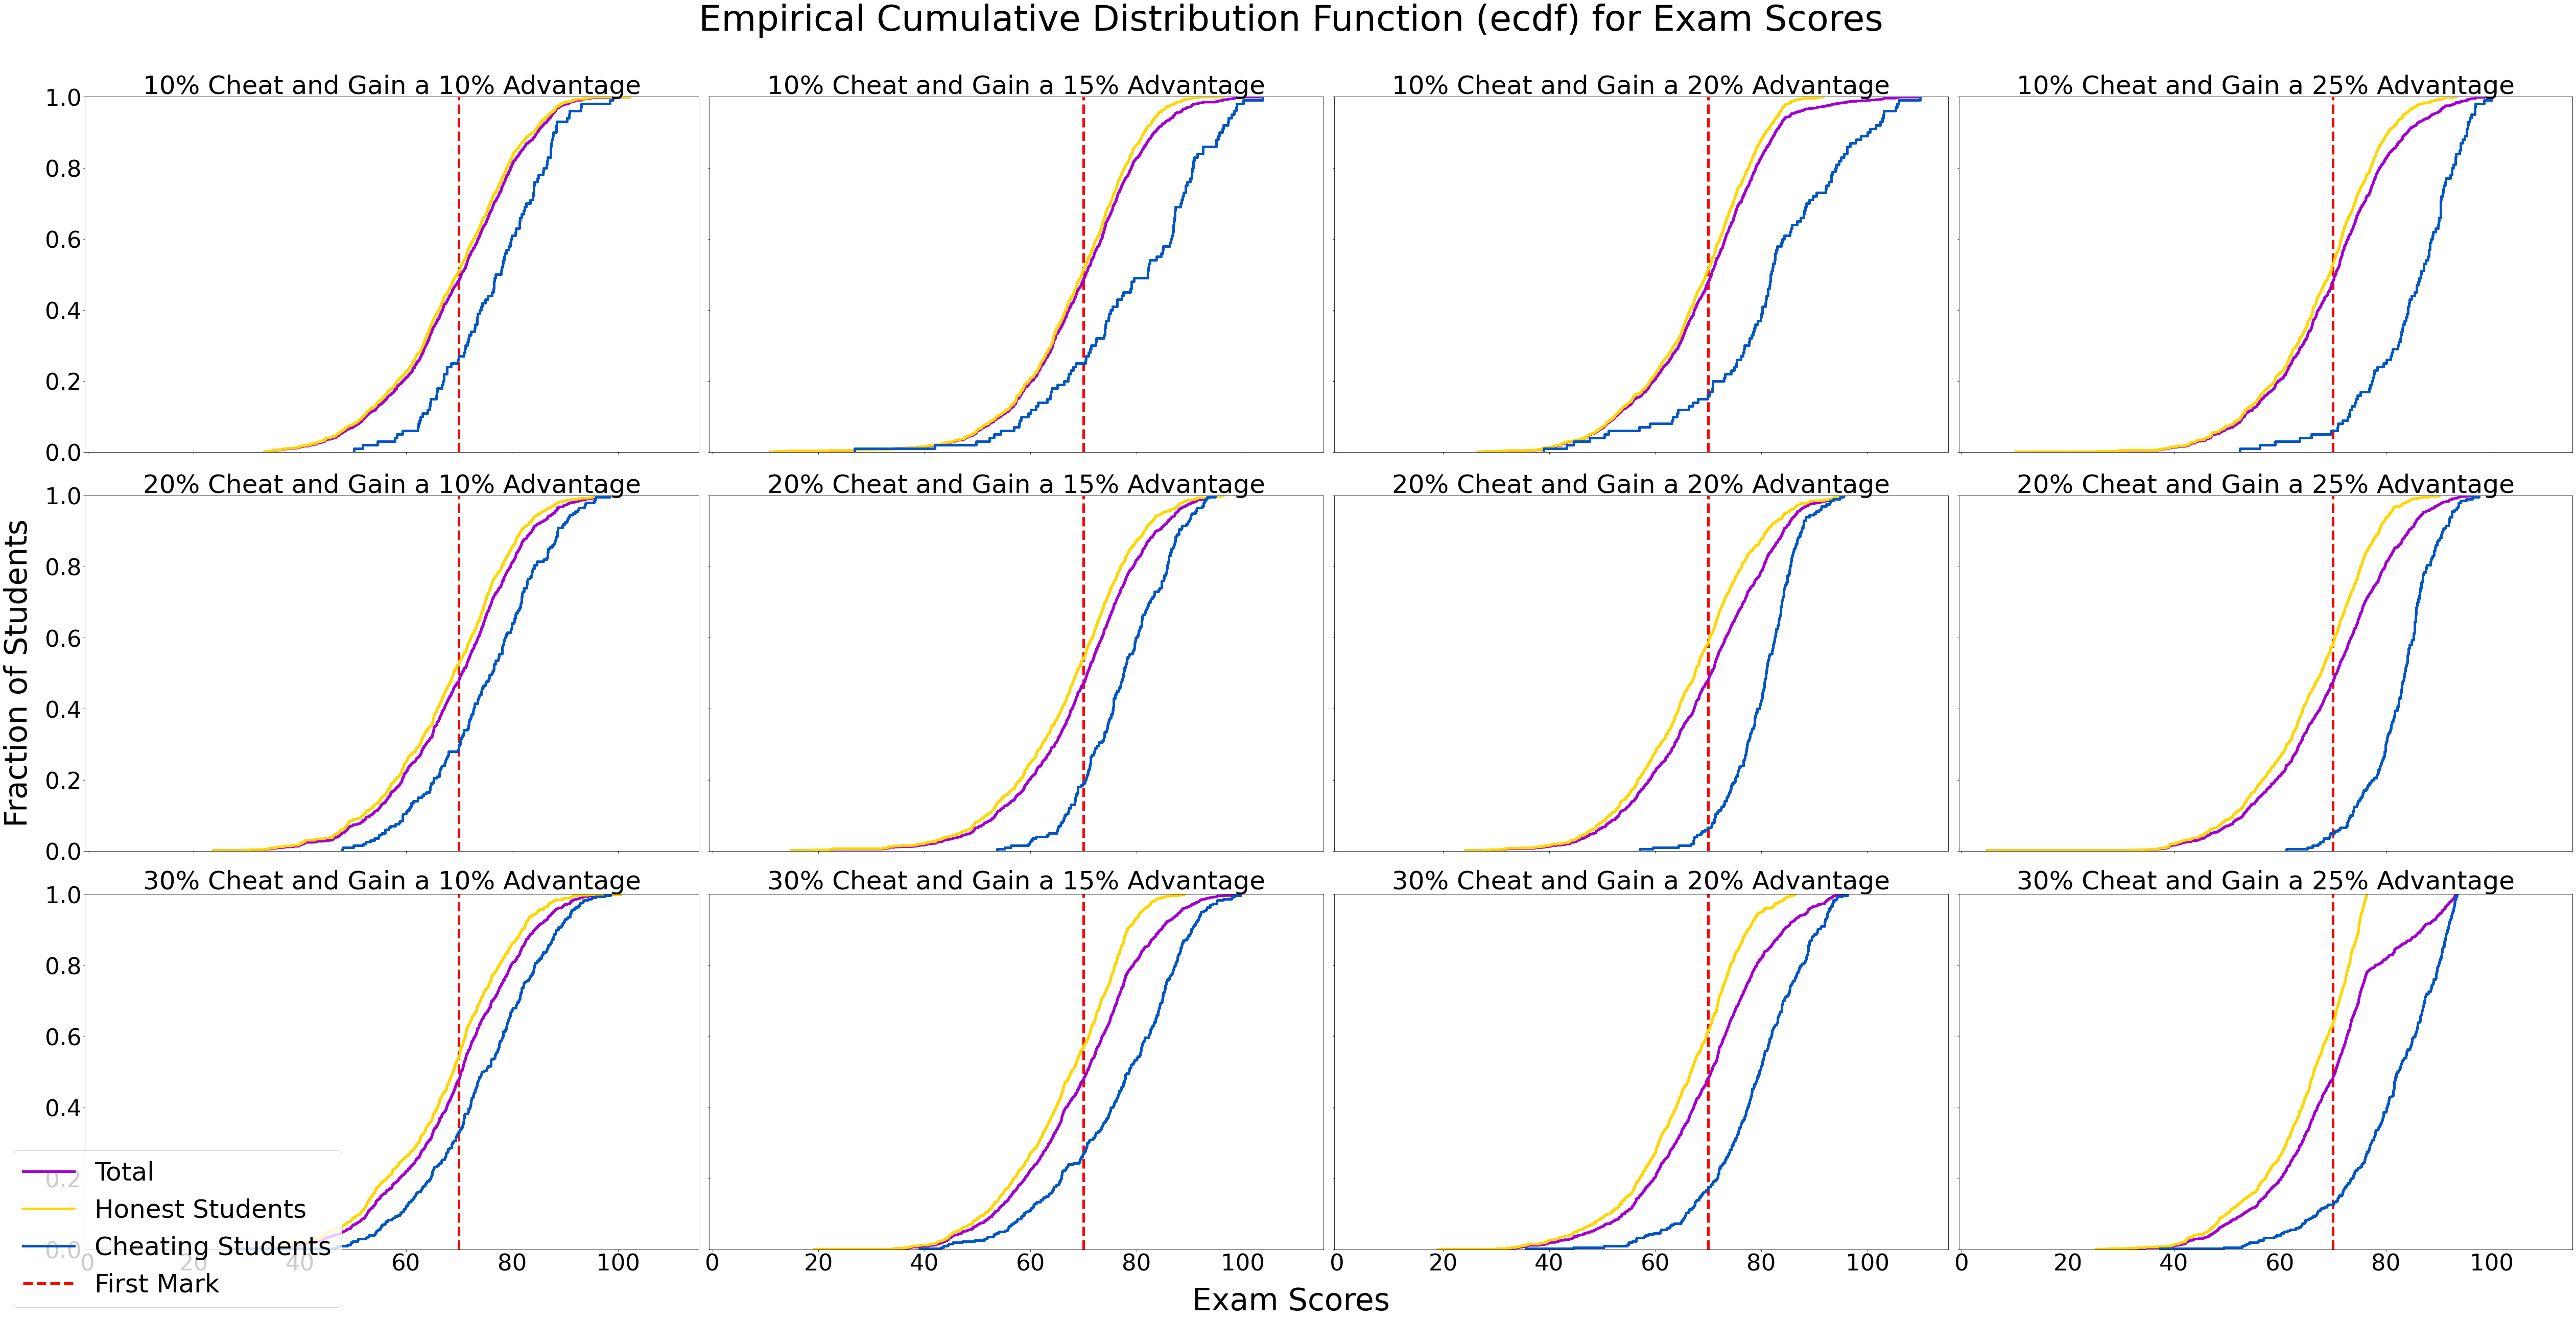 Empirical Cumulative Distribution Function (ecdf) for Exam Scores
10% Cheat and Gain a 10% Advantage
10% Cheat and Gain a 15% Advantage
10% Cheat and Gain a 20% Advantage
10% Cheat and Gain a 25% Advantage
1.0
0.8
0.6
0.4
0.2
0.0
20% Cheat and Gain a 10% Advantage
20% Cheat and Gain a 15% Advantage
20% Cheat and Gain a 20% Advantage
20% Cheat and Gain a 25% Advantage
1.0
0.8
0.6
0.4
0.2
0.0
Fraction of Students
30% Cheat and Gain a 10% Advantage
30% Cheat and Gain a 15% Advantage
30% Cheat and Gain a 20% Advantage
30% Cheat and Gain a 25% Advantage
1.0
0.8
0.6
0.4
0.2
0.0
0 20 40 60 80 100
0 20 40 60 80 100
0 20 40 60 80 100
0 20 40 60 80 100
Total
Honest Students
Cheating Students
First Mark
Exam Scores